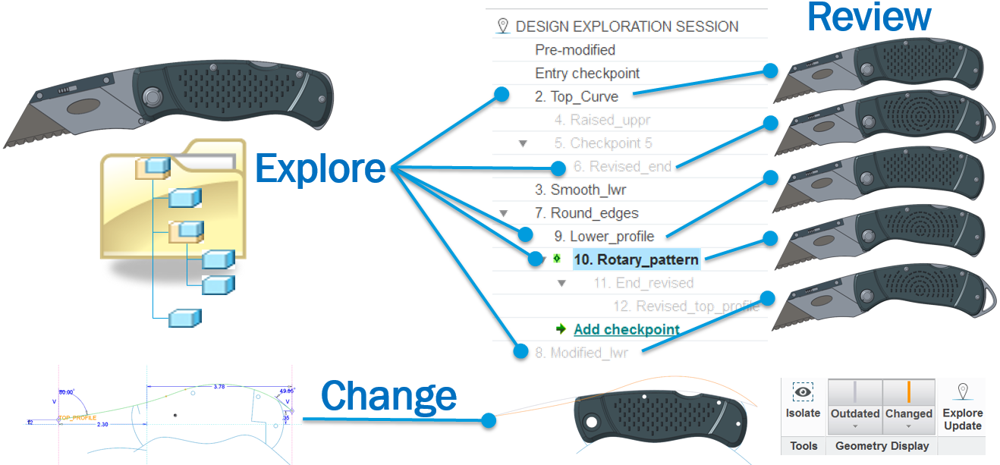 Review
DESIGN EXPLORATION SESSION
Pre-modified
Entry checkpoint
2. Top_Curve
4. Raised_uppr
5. Checkpoint 5
6. Revised_end
Explore
3. Smooth_lwr
7. Round_edges
9. Lower_profile
10. Rotary_pattern
11. End_revised
12. Revised_top_profile
Add checkpoint
8. Modified_lwr
Change
80.00°
V
3.78
49.95°
V
.35
TOP_PROFILE
2.30
Isolate
Outdated
Changed
Explore
Update
Tools
Geometry Display